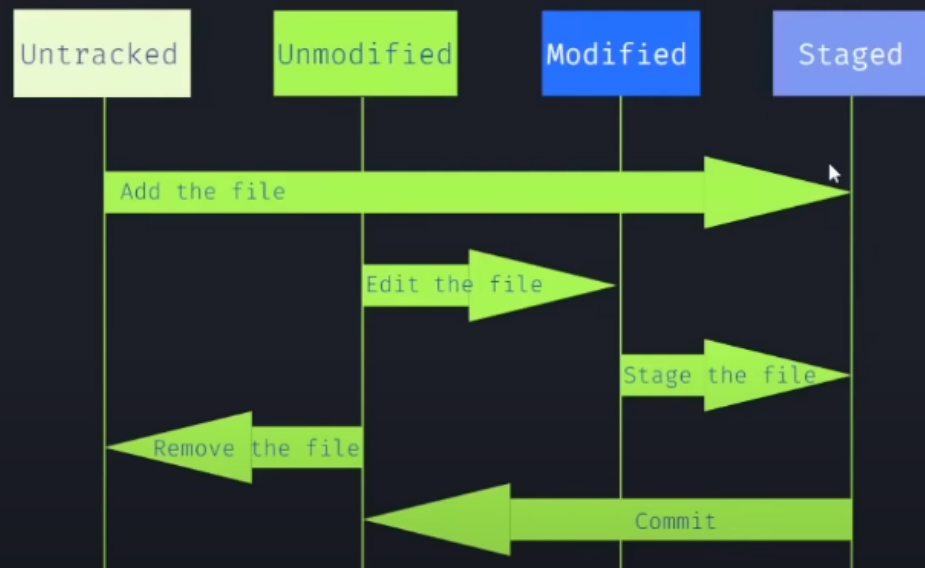 Untracked
Unmodified
Modified
Staged
Add the file
Edit the file
Stage the file
Remove the file
Commit